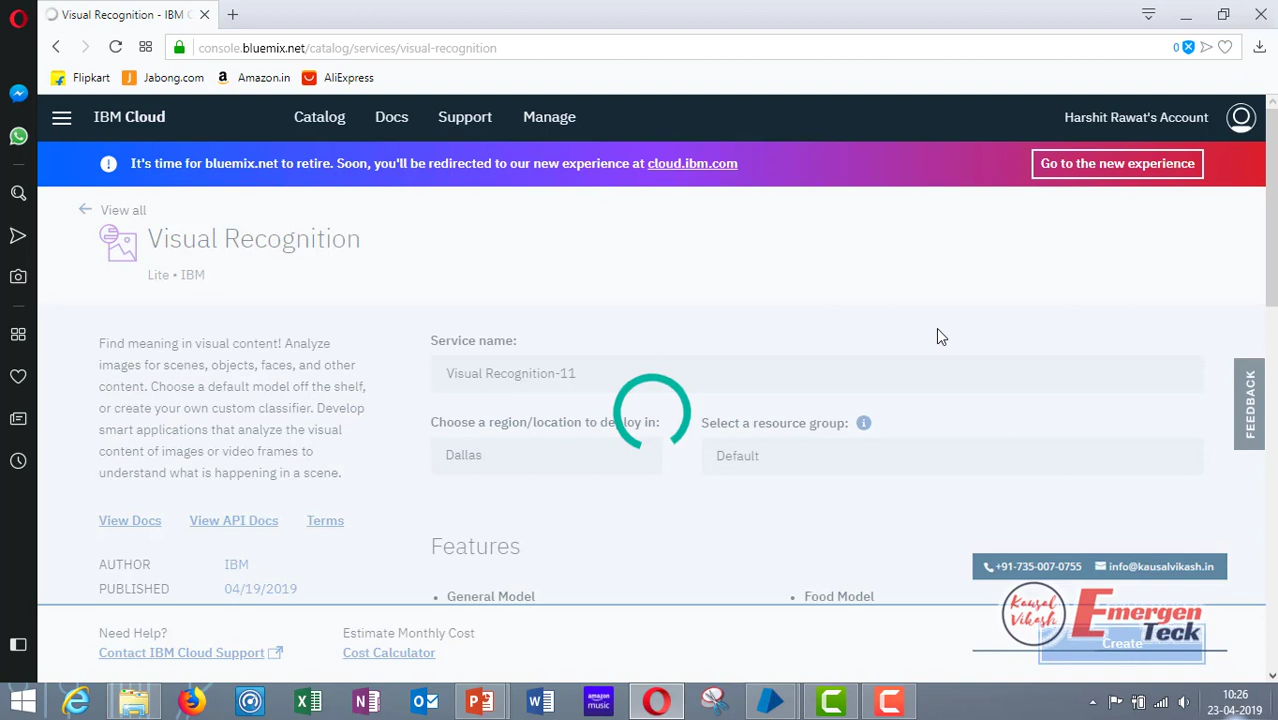 Visual Recognition - IBM C
console.bluemix.net/catalog/services/visual-recognition
0
Flipkart
Jabong.com
Amazon.in
AliExpress
IBM Cloud
Catalog
Docs
Support
Manage
Harshit Rawat's Account
It's time for bluemix.net to retire. Soon, you'll be redirected to our new experience at cloud.ibm.com
Go to the new experience
View all
Visual Recognition
Lite • IBM
Find meaning in visual content! Analyze
images for scenes, objects, faces, and other
content. Choose a default model off the shelf,
or create your own custom classifier. Develop
smart applications that analyze the visual
content of images or video frames to
understand what is happening in a scene.
View Docs
View API Docs
Terms
AUTHOR
IBM
PUBLISHED
04/19/2019
Service name:
Visual Recognition-11
Choose a region/location to deploy in:
Dallas
Select a resource group:
Default
Features
• General Model
• Food Model
FEEDBACK
+91-735-007-0755
info@kausalvikash.in
Kausal
Vikash
Emergen
Teck
Create
Need Help?
Contact IBM Cloud Support
Estimate Monthly Cost
Cost Calculator
amazon
music
10:26
23-04-2019